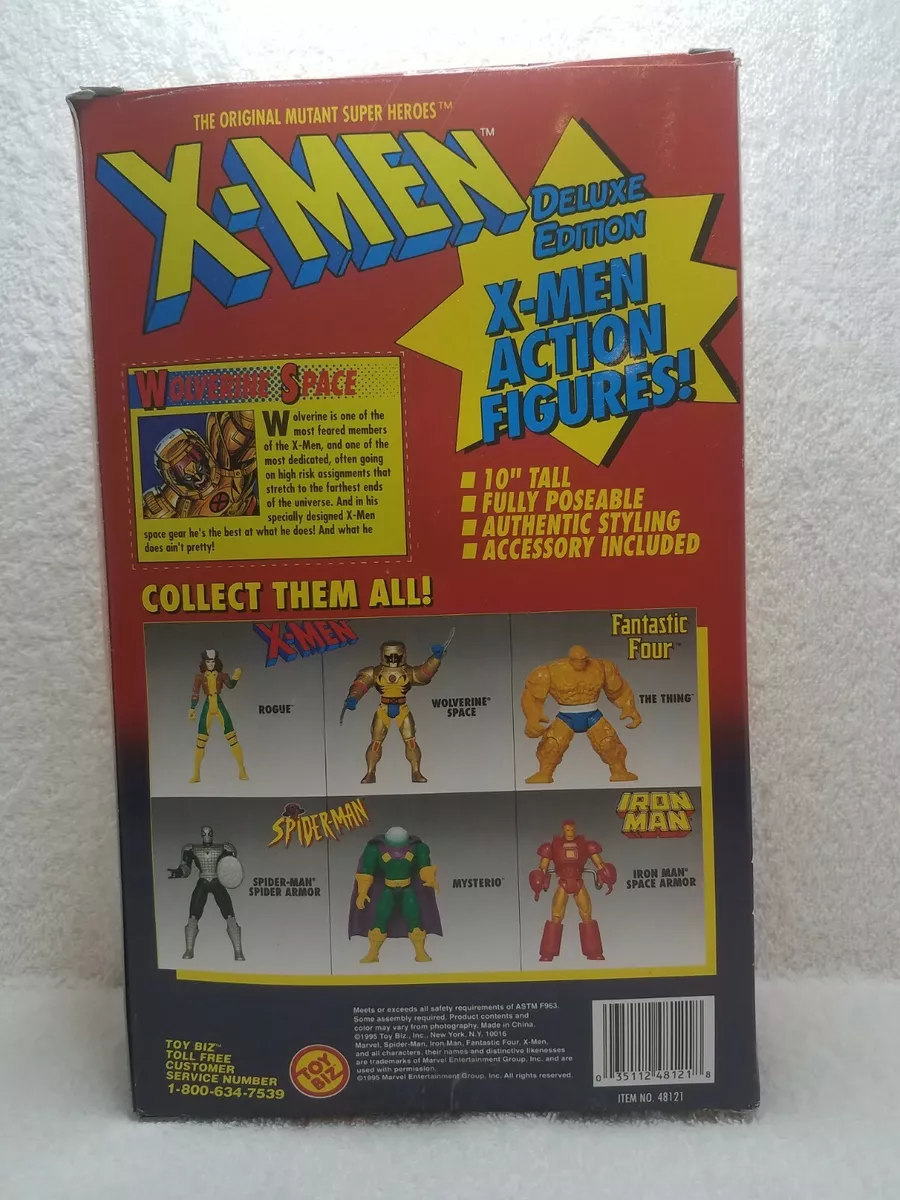 THE ORIGINAL MUTANT SUPER HEROES™
X-MEN™
DELUXE
EDITION
X-MEN
ACTION
FIGURES!
WOLVERINE SPACE
Wolverine is one of the
most feared members
of the X-Men, and one of the
most dedicated, often going
on high risk assignments that
stretch to the farthest ends
of the universe. And in his
specially designed X-Men
space gear he's the best at what he does! And what he
does ain't pretty!
10" TALL
FULLY POSEABLE
AUTHENTIC STYLING
ACCESSORY INCLUDED
COLLECT THEM ALL!
X-MEN
ROGUE™
WOLVERINE®
SPACE
Fantastic
Four™
THE THING™
SPIDER-MAN
SPIDER-MAN®
SPIDER ARMOR
MYSTERIO™
IRON
MAN
IRON MAN®
SPACE ARMOR
TOY BIZ™
TOLL FREE
CUSTOMER
SERVICE NUMBER
1-800-634-7539
TOY
BIZ
Meets or exceeds all safety requirements of ASTM F963.
Some assembly required. Product contents and
color may vary from photography. Made in China.
©1995 Toy Biz, Inc., New York, N.Y. 10016
Marvel, Spider-Man, Iron Man, Fantastic Four, X-Men,
and all characters, their names and distinctive likenesses
are trademarks of Marvel Entertainment Group, Inc. and are
used with permission.
©1995 Marvel Entertainment Group, Inc. All rights reserved.
0 35112 48121 8
ITEM NO. 48121